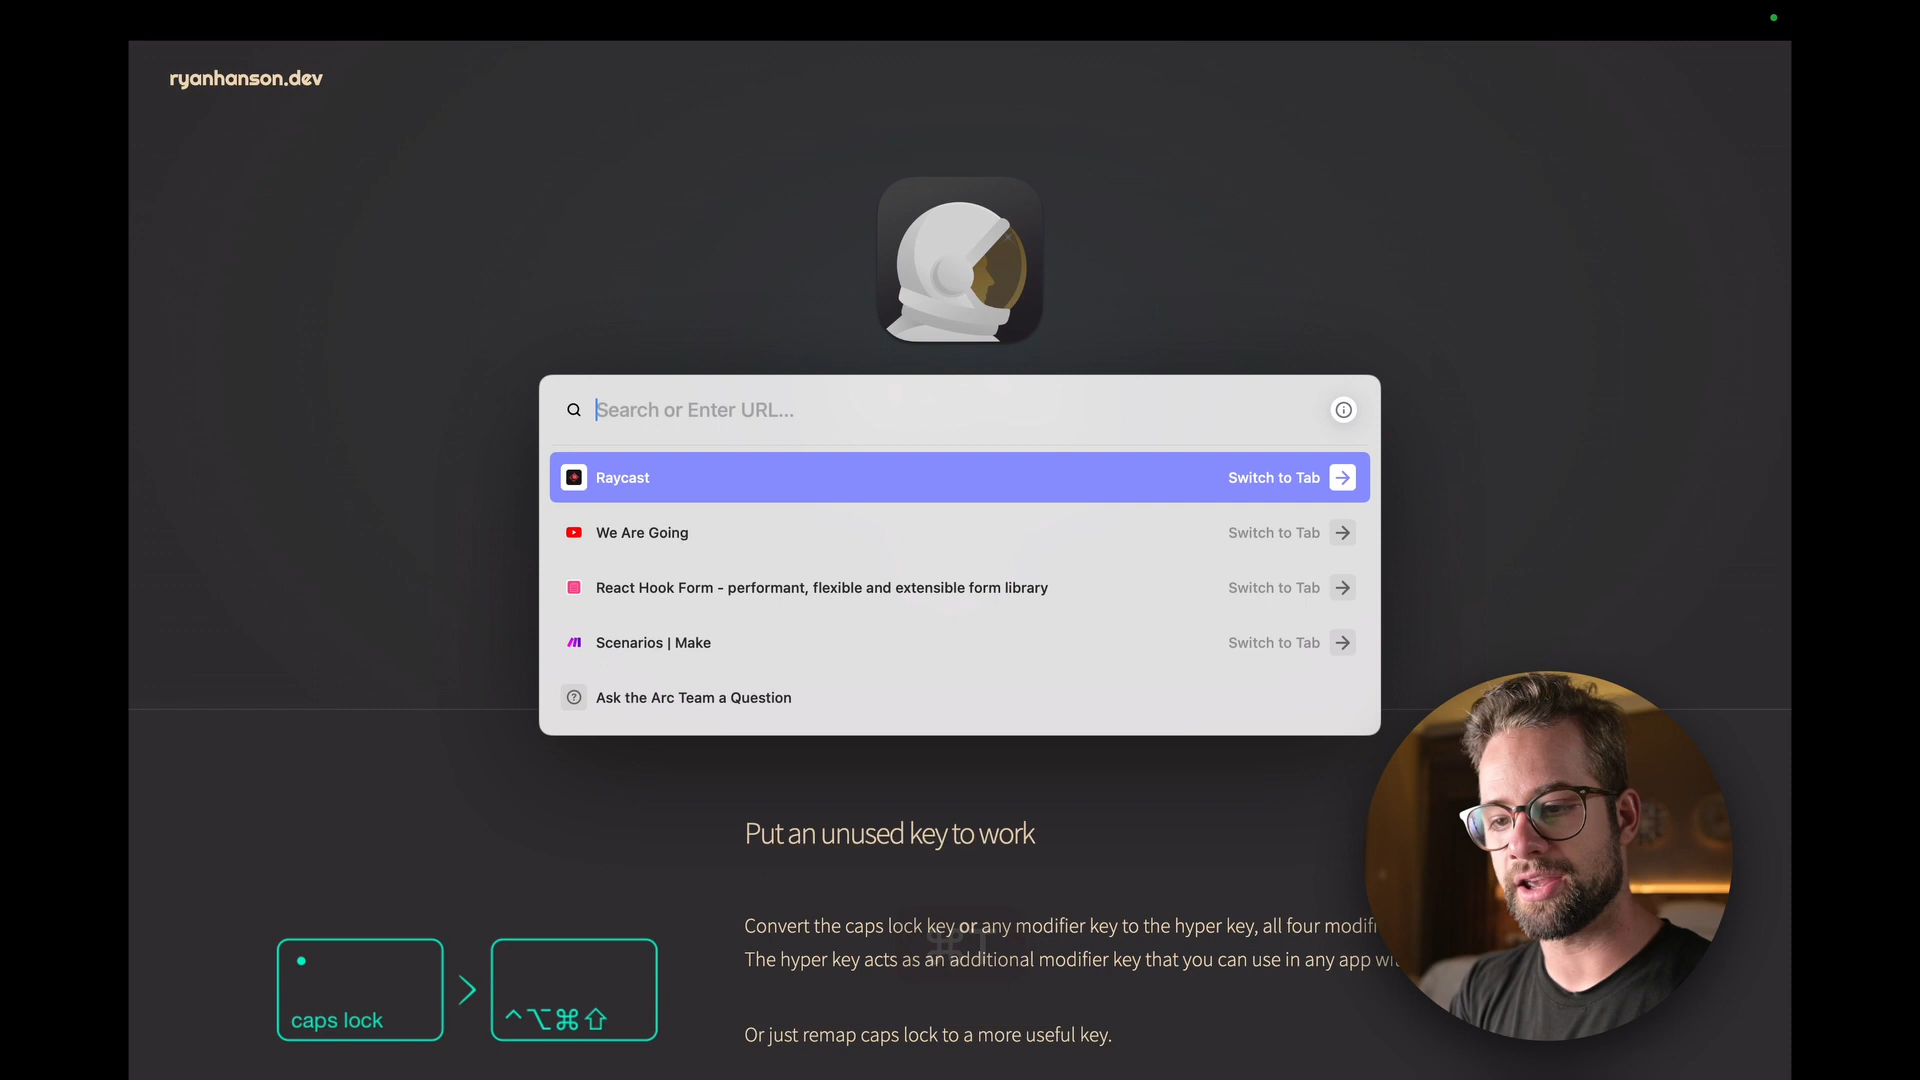 ryanhanson.dev
Search or Enter URL...
Raycast
Switch to Tab
We Are Going
Switch to Tab
React Hook Form - performant, flexible and extensible form library
Switch to Tab
Scenarios | Make
Switch to Tab
Ask the Arc Team a Question
Put an unused key to work
Convert the caps lock key or any modifier key to the hyper key, all four
The hyper key acts as an additional modifier key that you can use in any app
Or just remap caps lock to a more useful key.
⌘T
caps lock
^⌥⌘⇧